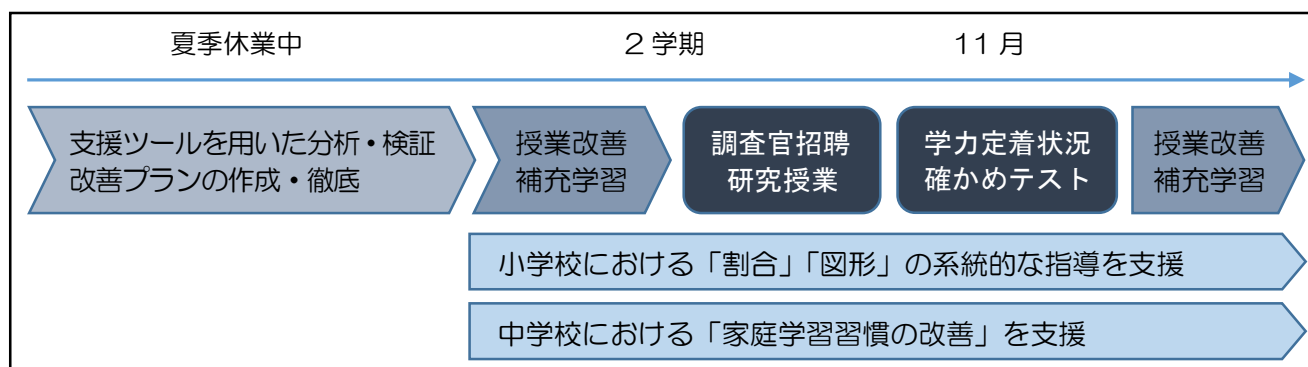 夏季休業中
2学期
11月
支援ツールを用いた分析・検証
改善プランの作成・徹底
授業改善
補充学習
調査官招聘
研究授業
学力定着状況
確かめテスト
授業改善
補充学習
小学校における「割合」「図形」の系統的な指導を支援
中学校における「家庭学習習慣の改善」を支援